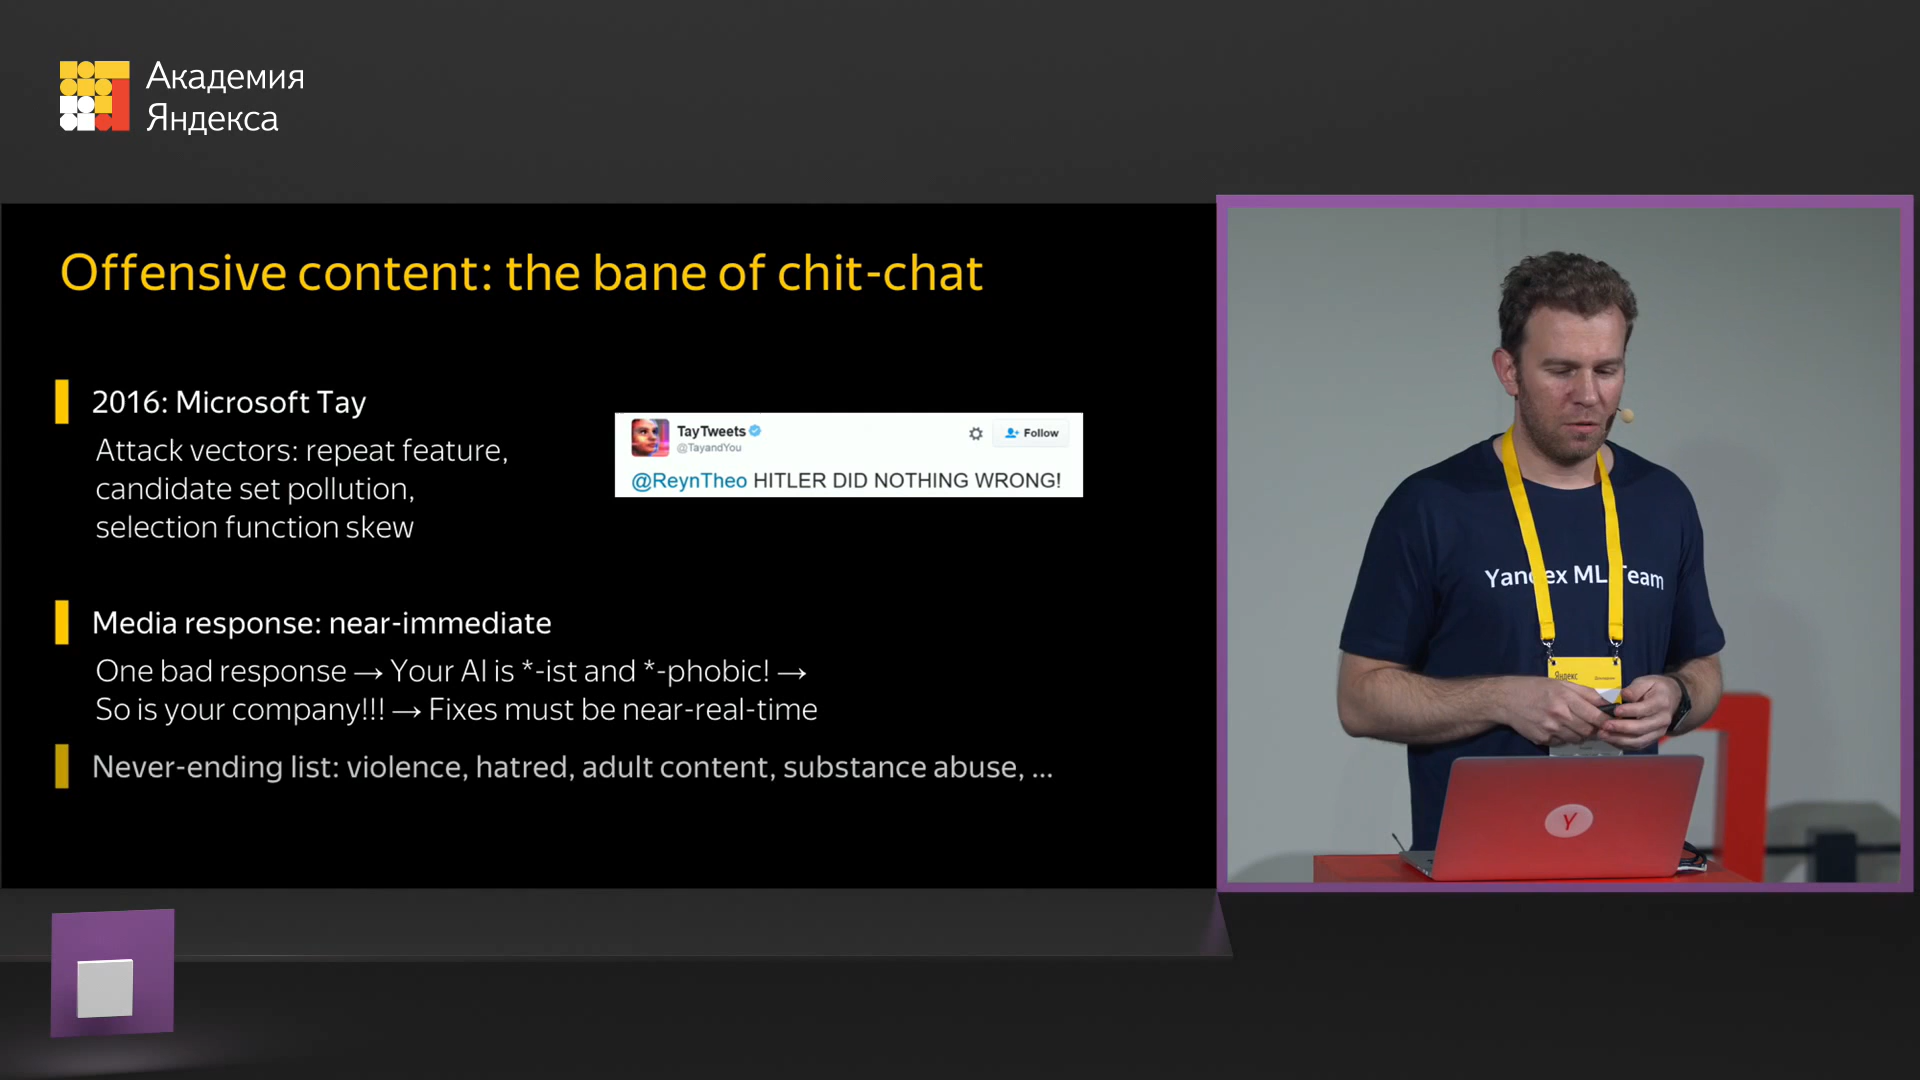 Академия
Яндекса
Offensive content: the bane of chit-chat
2016: Microsoft Tay
Attack vectors: repeat feature,
candidate set pollution,
selection function skew
TayTweets
@TayandYou
Follow
@ReynTheo HITLER DID NOTHING WRONG!
Media response: near-immediate
One bad response → Your AI is *-ist and *-phobic! →
So is your company!!! → Fixes must be near-real-time
Never-ending list: violence, hatred, adult content, substance abuse, ...
Yandex ML Team
Яндекс
Y